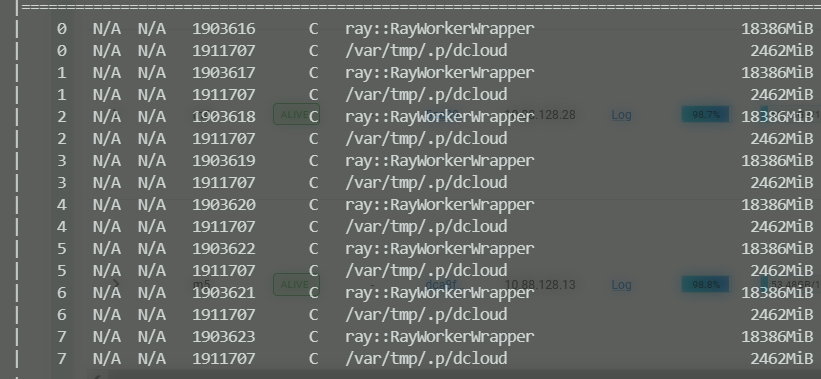 |=====================================================================
| 0 N/A N/A 1903616 C ray::RayWorkerWrapper 18386MiB
| 0 N/A N/A 1911707 C /var/tmp/.p/dcloud 2462MiB
| 1 N/A N/A 1903617 C ray::RayWorkerWrapper 18386MiB
| 1 N/A N/A 1911707 C /var/tmp/.p/dcloud 2462MiB
ALIVE 10.88.128.28 Log 98.7%
| 2 N/A N/A 1903618 C ray::RayWorkerWrapper 18386MiB
| 2 N/A N/A 1911707 C /var/tmp/.p/dcloud 2462MiB
| 3 N/A N/A 1903619 C ray::RayWorkerWrapper 18386MiB
| 3 N/A N/A 1911707 C /var/tmp/.p/dcloud 2462MiB
| 4 N/A N/A 1903620 C ray::RayWorkerWrapper 18386MiB
| 4 N/A N/A 1911707 C /var/tmp/.p/dcloud 2462MiB
| 5 N/A N/A 1903622 C ray::RayWorkerWrapper 18386MiB
| 5 N/A N/A 1911707 C /var/tmp/.p/dcloud 2462MiB
ALIVE - 10.88.128.13 Log 98.8%
| 6 N/A N/A 1903621 C ray::RayWorkerWrapper 18386MiB
| 6 N/A N/A 1911707 C /var/tmp/.p/dcloud 2462MiB
| 7 N/A N/A 1903623 C ray::RayWorkerWrapper 18386MiB
| 7 N/A N/A 1911707 C /var/tmp/.p/dcloud 2462MiB